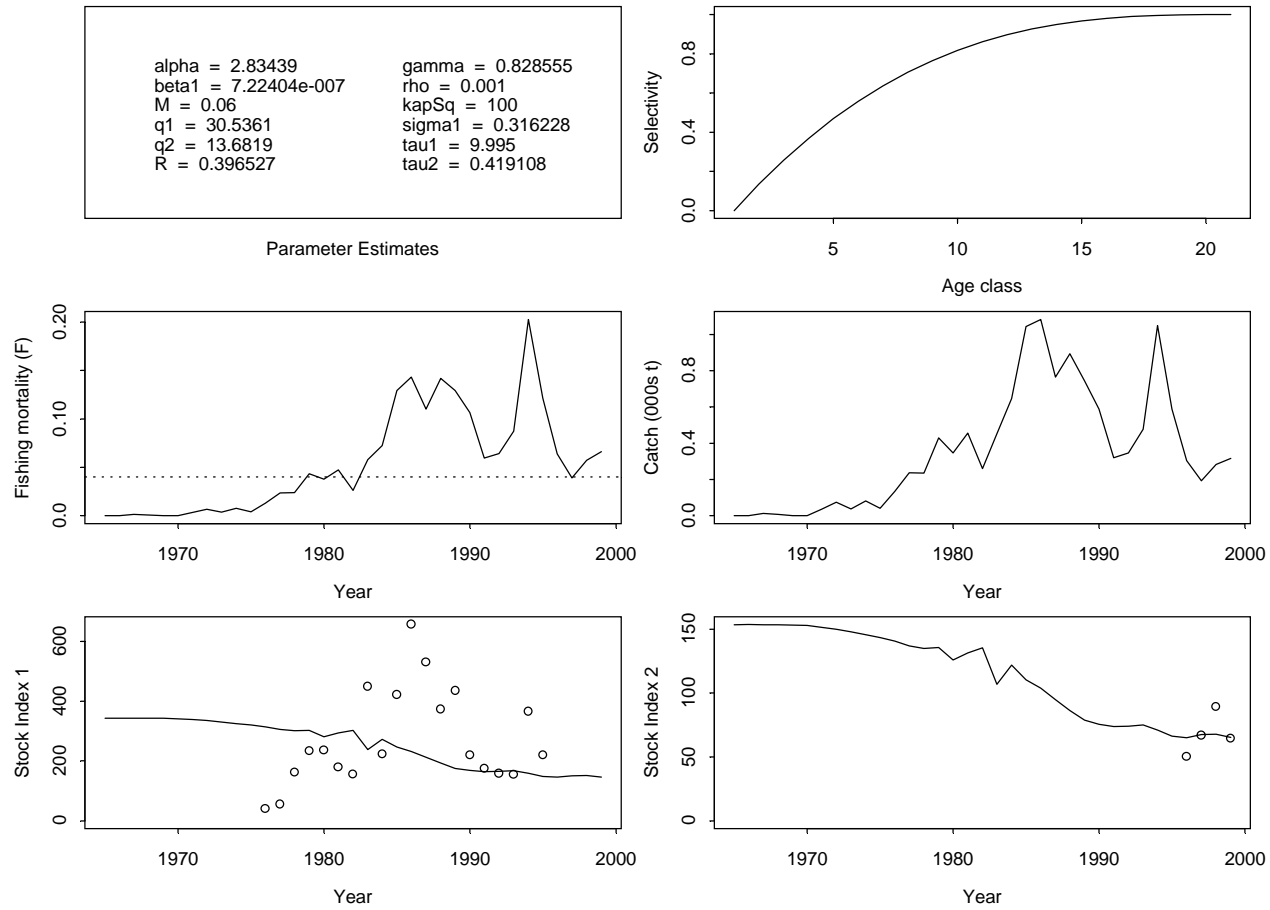 alpha = 2.83439
beta1 = 7.22404e-007
M = 0.06
q1 = 30.5361
q2 = 13.6819
R = 0.396527
gamma = 0.828555
rho = 0.001
kapSq = 100
sigma1 = 0.316228
tau1 = 9.995
tau2 = 0.419108
Parameter Estimates
Selectivity
0.0 0.4 0.8
5 10 15 20
Age class
Fishing mortality (F)
0.0 0.10 0.20
1970 1980 1990 2000
Year
Catch (000s t)
0.0 0.4 0.8
1970 1980 1990 2000
Year
Stock Index 1
0 200 400 600
1970 1980 1990 2000
Year
Stock Index 2
0 50 100 150
1970 1980 1990 2000
Year